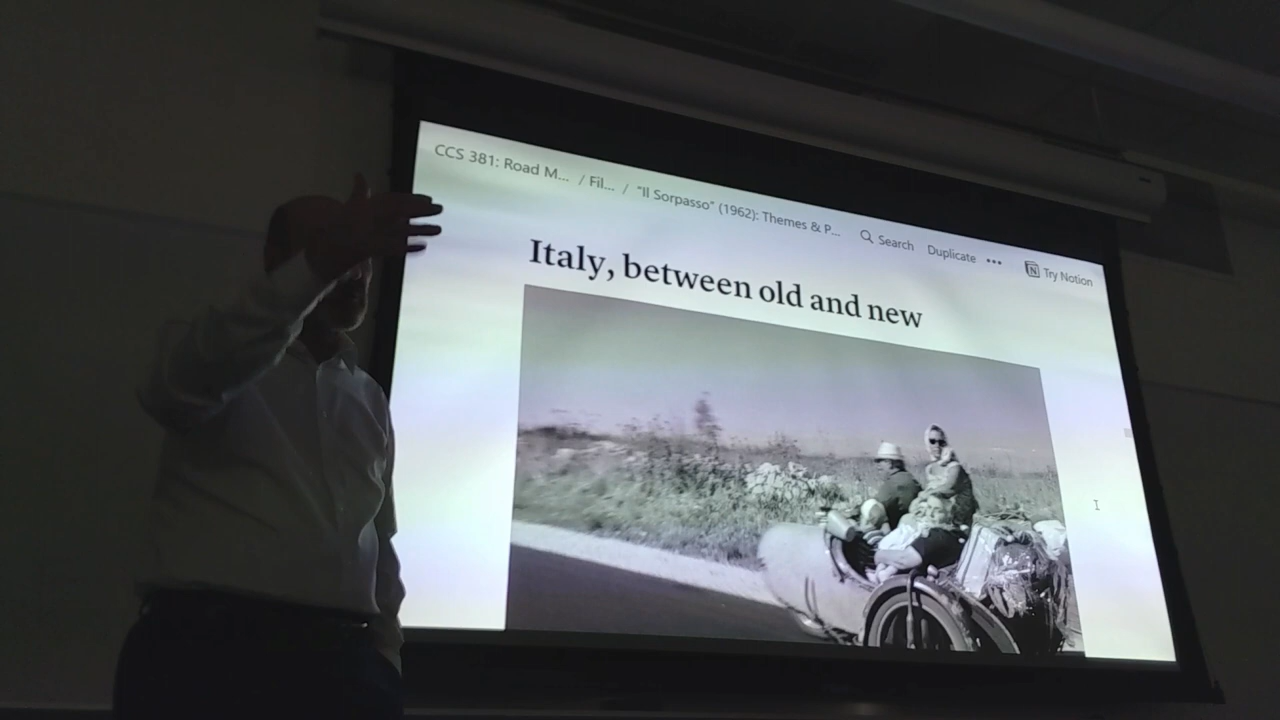 CCS 381: Road M... / Fil... / "Il Sorpasso" (1962): Themes & P... Search Duplicate ••• Try Notion
Italy, between old and new